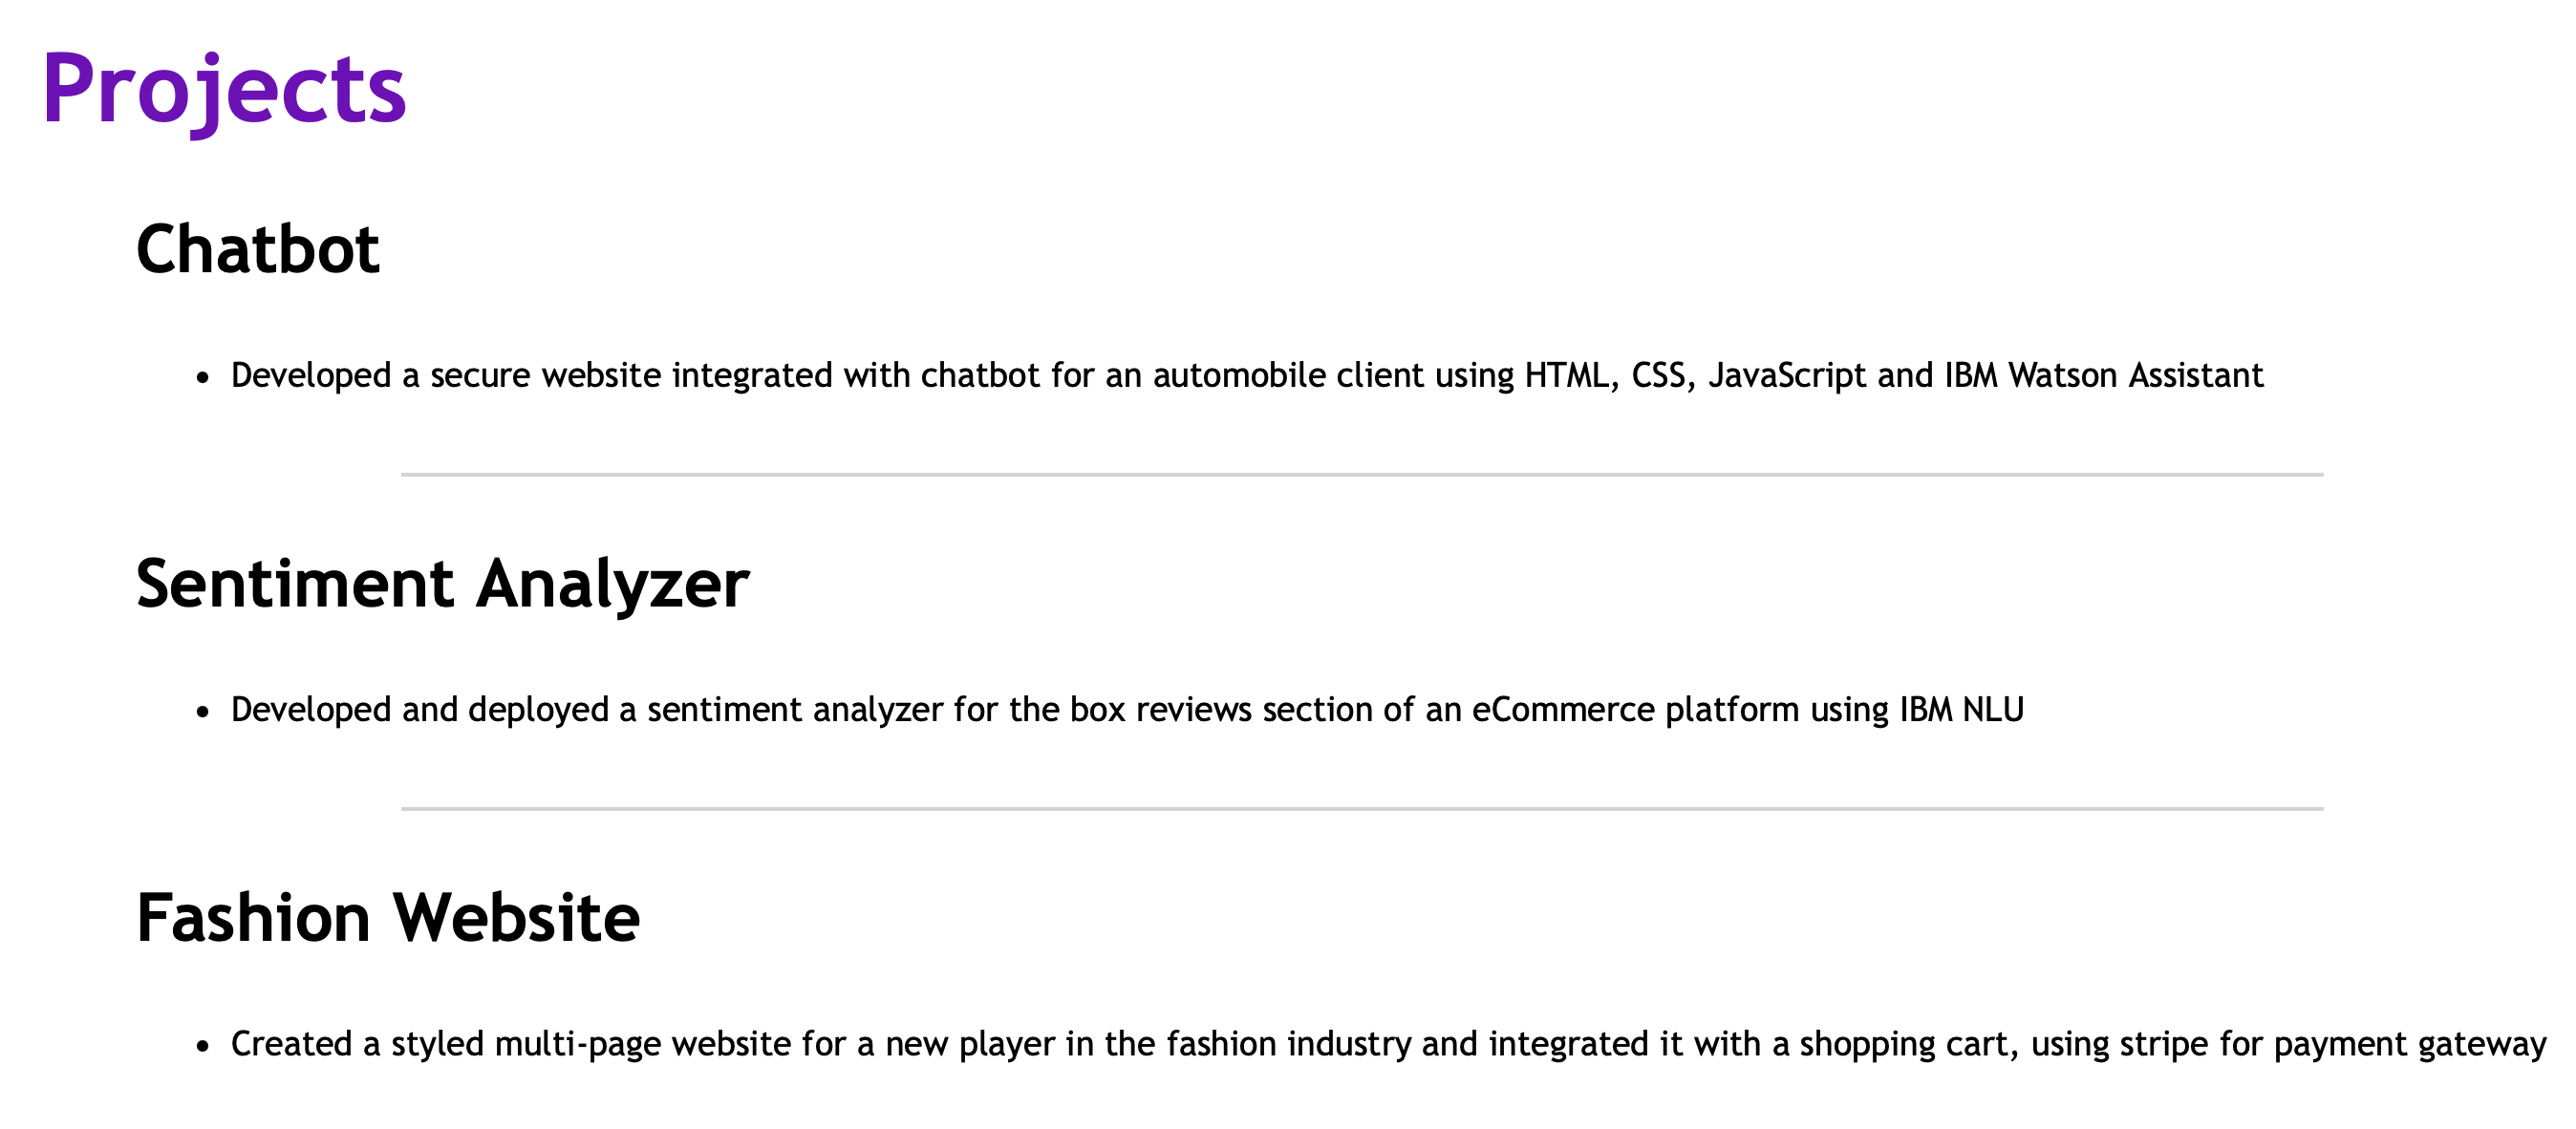 Projects
Chatbot
• Developed a secure website integrated with chatbot for an automobile client using HTML, CSS, JavaScript and IBM Watson Assistant
Sentiment Analyzer
• Developed and deployed a sentiment analyzer for the box reviews section of an eCommerce platform using IBM NLU
Fashion Website
• Created a styled multi-page website for a new player in the fashion industry and integrated it with a shopping cart, using stripe for payment gateway